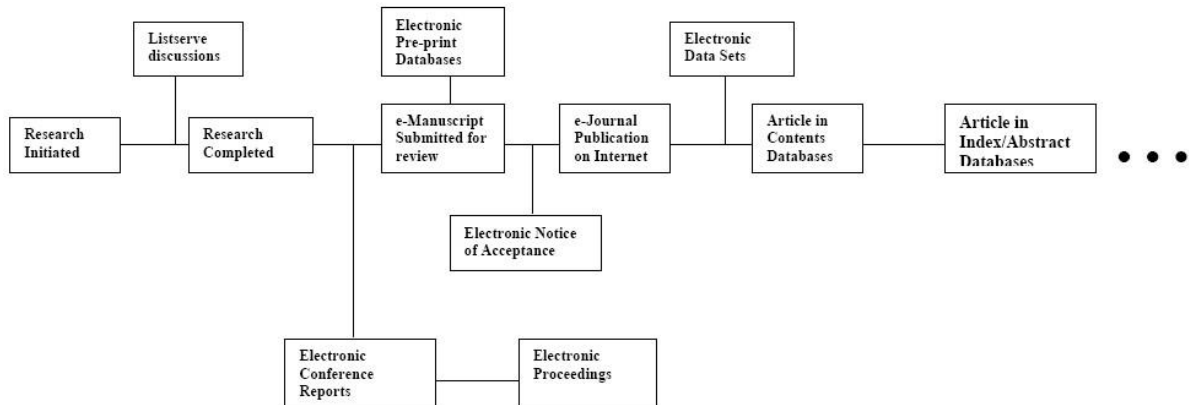 Listserve
discussions
Electronic
Pre-print
Databases
Electronic
Data Sets
Research
Initiated
Research
Completed
e-Manuscript
Submitted for
review
e-Journal
Publication
on Internet
Article in
Contents
Databases
Article in
Index/Abstract
Databases
Electronic Notice
of Acceptance
Electronic
Conference
Reports
Electronic
Proceedings